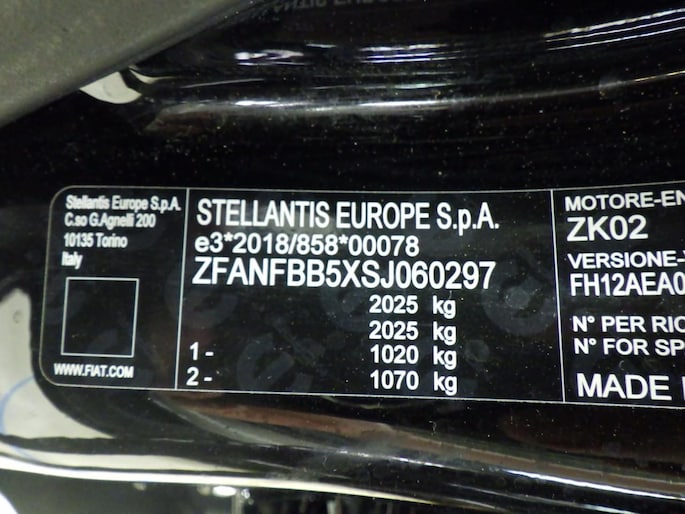 Stellantis Europe S.p.A.
C.so G.Agnelli 200
10135 Torino
Italy
WWW.FIAT.COM
STELLANTIS EUROPE S.p.A.
e3*2018/858*00078
ZFANFBB5XSJ060297
2025 kg
2025 kg
1- 1020 kg
2- 1070 kg
MOTORE-EN
ZK02
VERSIONE-
FH12AEA0
N° PER RIC
N° FOR SP
MADE